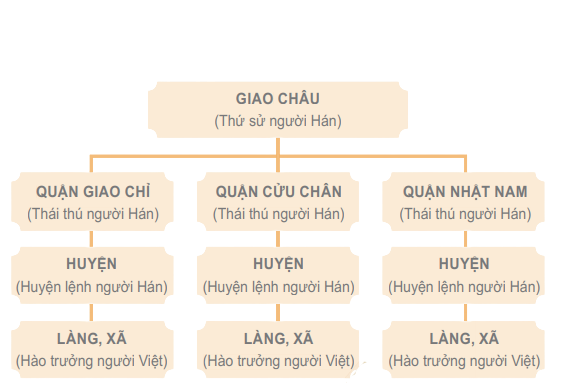 GIAO CHÂU
(Thứ sử người Hán)
QUẬN GIAO CHỈ
(Thái thú người Hán)
QUẬN CỬU CHÂN
(Thái thú người Hán)
QUẬN NHẬT NAM
(Thái thú người Hán)
HUYỆN
(Huyện lệnh người Hán)
HUYỆN
(Huyện lệnh người Hán)
HUYỆN
(Huyện lệnh người Hán)
LÀNG, XÃ
(Hào trưởng người Việt)
LÀNG, XÃ
(Hào trưởng người Việt)
LÀNG, XÃ
(Hào trưởng người Việt)